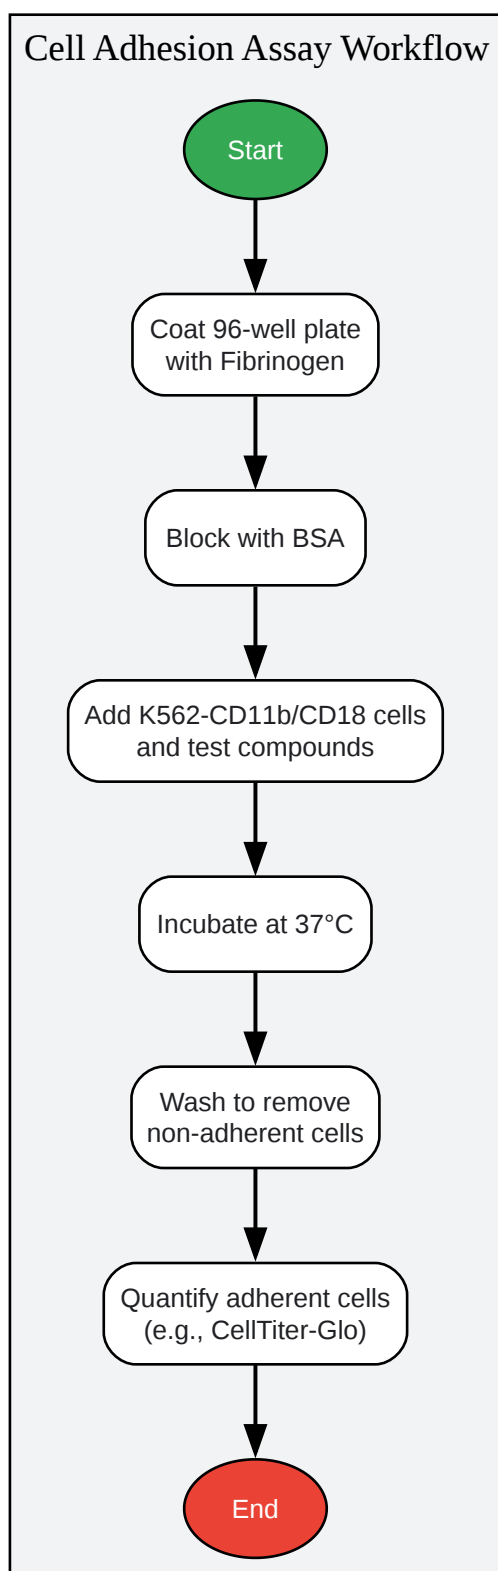 Cell Adhesion Assay Workflow
Start
Coat 96-well plate
with Fibrinogen
Block with BSA
Add K562-CD11b/CD18 cells
and test compounds
Incubate at 37°C
Wash to remove
non-adherent cells
Quantify adherent cells
(e.g., CellTiter-Glo)
End